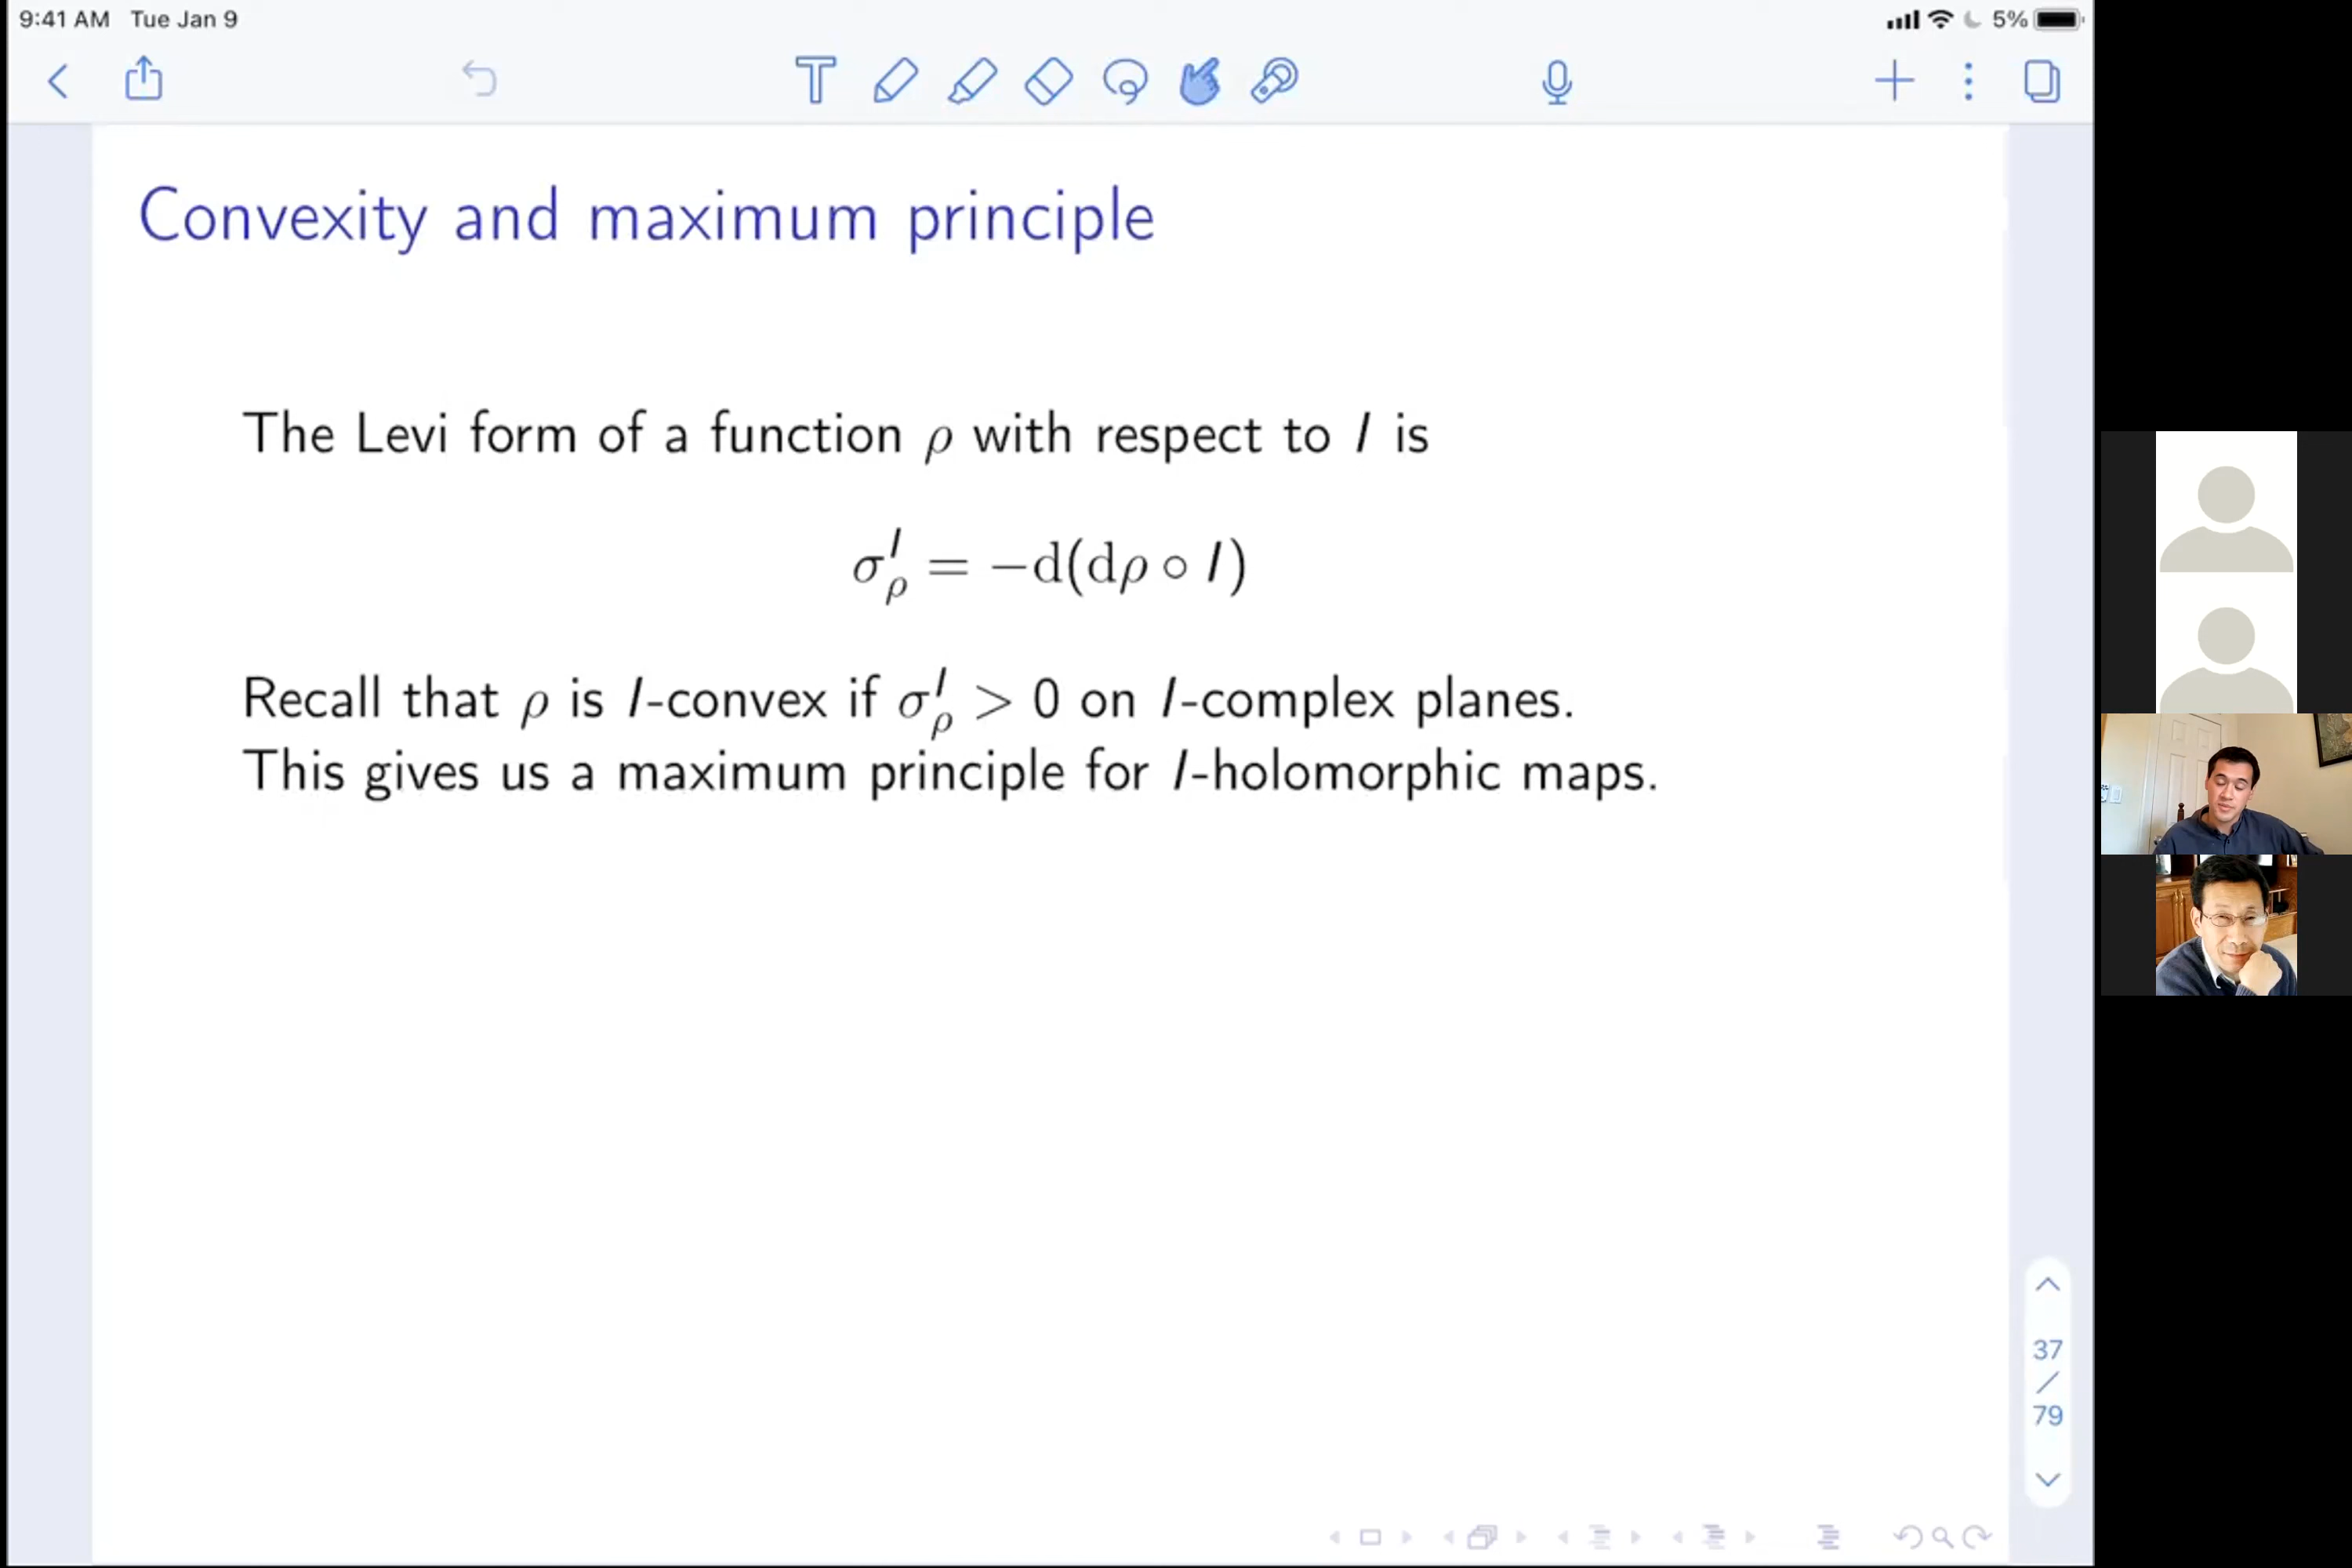 9:41 AM Tue Jan 9
5%
Convexity and maximum principle
The Levi form of a function ρ with respect to I is
σ_ρ^I = −d(dρ ∘ I)
Recall that ρ is I-convex if σ_ρ^I > 0 on I-complex planes.
This gives us a maximum principle for I-holomorphic maps.
37
/
79